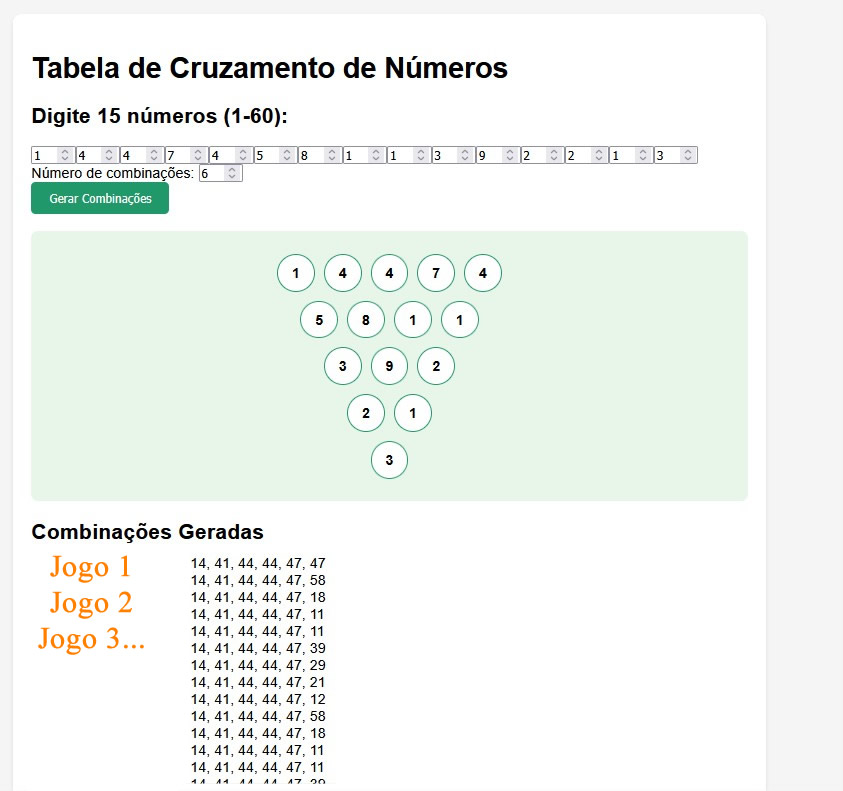 Tabela de Cruzamento de Números
Digite 15 números (1-60):
1 4 4 7 4 5 8 1 1 3 9 2 2 1 3
Número de combinações: 6
Gerar Combinações
1 4 4 7 4
5 8 1 1
3 9 2
2 1
3
Combinações Geradas
Jogo 1
Jogo 2
Jogo 3...
14, 41, 44, 44, 47, 47
14, 41, 44, 44, 47, 58
14, 41, 44, 44, 47, 18
14, 41, 44, 44, 47, 11
14, 41, 44, 44, 47, 11
14, 41, 44, 44, 47, 39
14, 41, 44, 44, 47, 29
14, 41, 44, 44, 47, 21
14, 41, 44, 44, 47, 12
14, 41, 44, 44, 47, 58
14, 41, 44, 44, 47, 18
14, 41, 44, 44, 47, 11
14, 41, 44, 44, 47, 11
14, 41, 44, 44, 47, 39